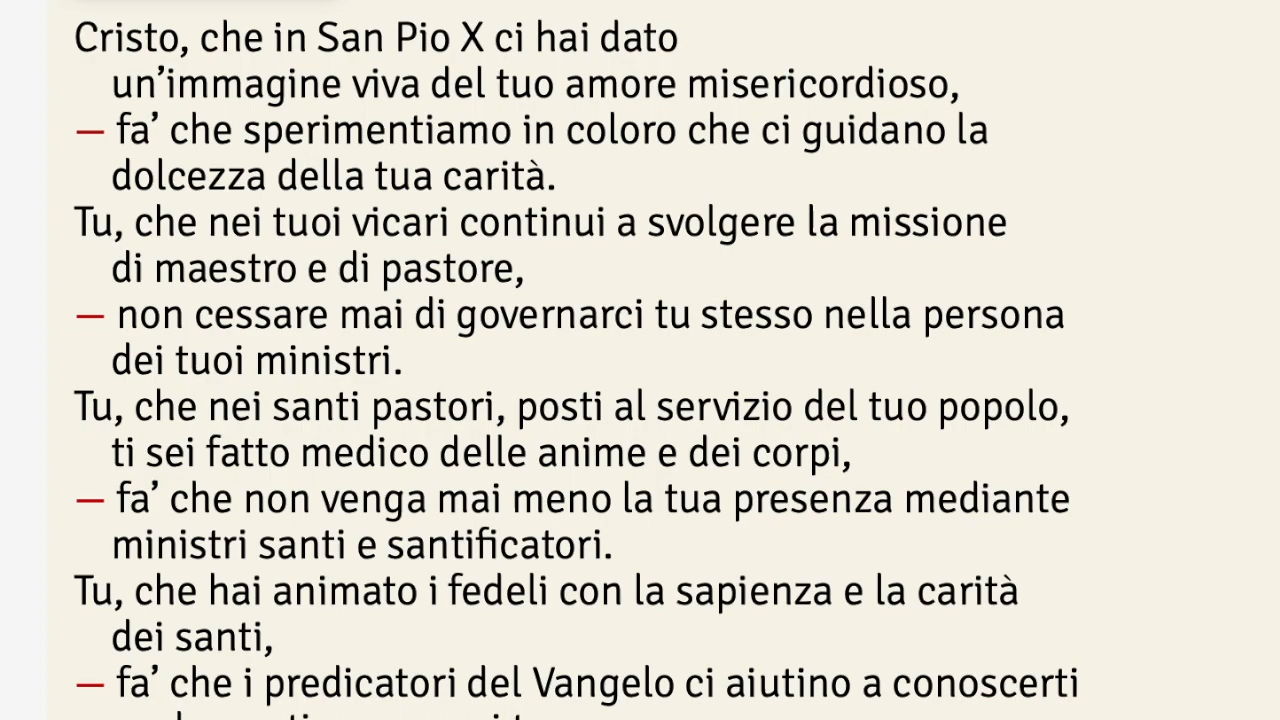 Cristo, che in San Pio X ci hai dato
un’immagine viva del tuo amore misericordioso,
— fa’ che sperimentiamo in coloro che ci guidano la
dolcezza della tua carità.
Tu, che nei tuoi vicari continui a svolgere la missione
di maestro e di pastore,
— non cessare mai di governarci tu stesso nella persona
dei tuoi ministri.
Tu, che nei santi pastori, posti al servizio del tuo popolo,
ti sei fatto medico delle anime e dei corpi,
— fa’ che non venga mai meno la tua presenza mediante
ministri santi e santificatori.
Tu, che hai animato i fedeli con la sapienza e la carità
dei santi,
— fa’ che i predicatori del Vangelo ci aiutino a conoscerti